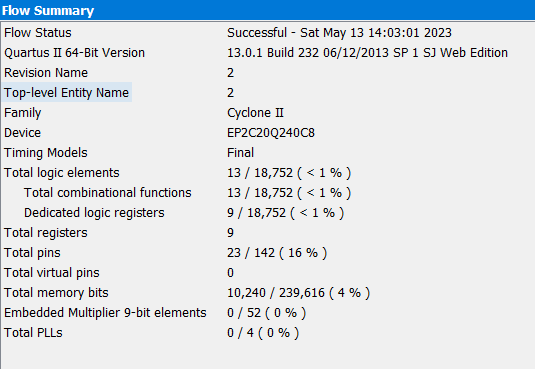 Flow Summary
Flow Status Successful - Sat May 13 14:03:01 2023
Quartus II 64-Bit Version 13.0.1 Build 232 06/12/2013 SP 1 SJ Web Edition
Revision Name 2
Top-level Entity Name 2
Family Cyclone II
Device EP2C20Q240C8
Timing Models Final
Total logic elements 13 / 18,752 ( < 1 % )
Total combinational functions 13 / 18,752 ( < 1 % )
Dedicated logic registers 9 / 18,752 ( < 1 % )
Total registers 9
Total pins 23 / 142 ( 16 % )
Total virtual pins 0
Total memory bits 10,240 / 239,616 ( 4 % )
Embedded Multiplier 9-bit elements 0 / 52 ( 0 % )
Total PLLs 0 / 4 ( 0 % )